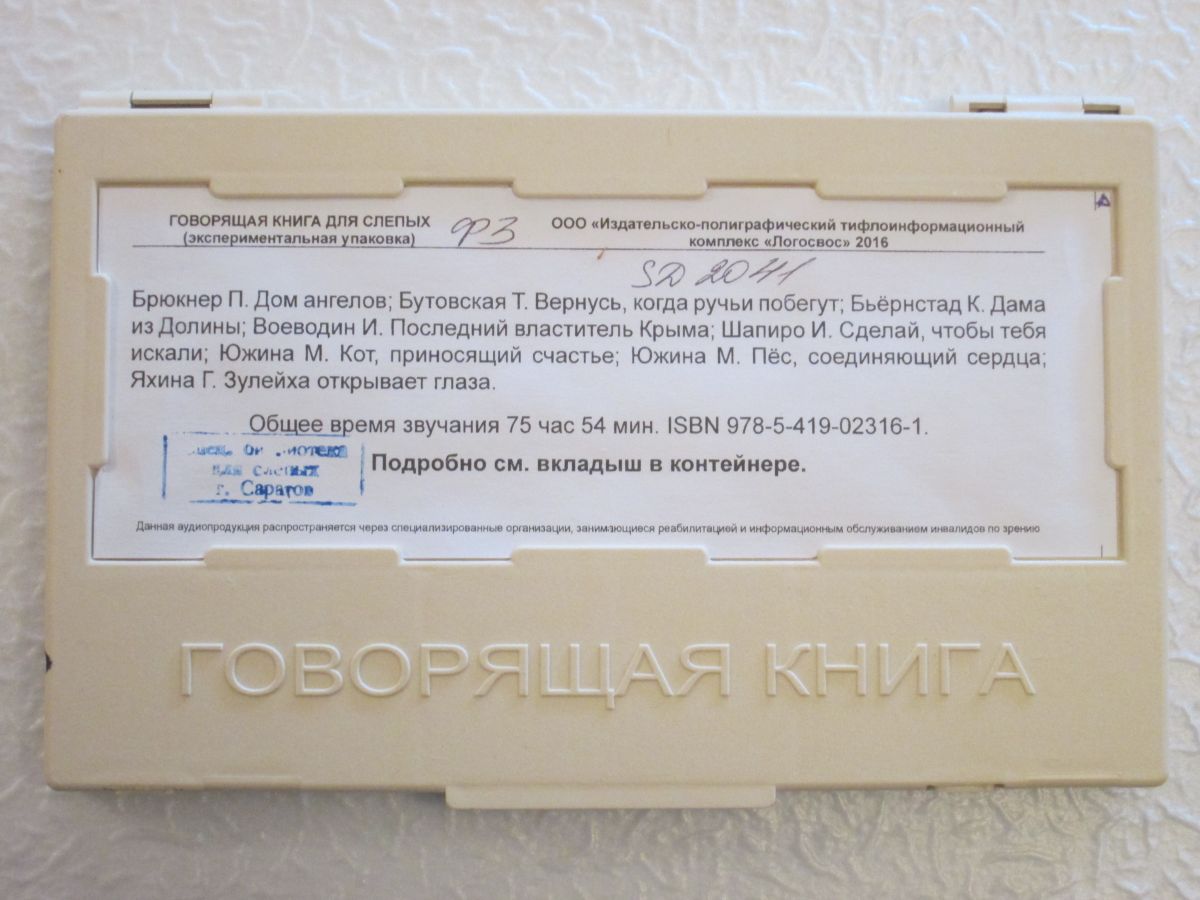 ГОВОРЯЩАЯ КНИГА ДЛЯ СЛЕПЫХ
(экспериментальная упаковка)
ФЗ
ООО «Издательско-полиграфический тифлоинформационный
комплекс «Логосвос» 2016
SD 2041
Брюкнер П. Дом ангелов; Бутовская Т. Вернусь, когда ручьи побегут; Бьёрнстад К. Дама
из Долины; Воеводин И. Последний властитель Крыма; Шапиро И. Сделай, чтобы тебя
искали; Южина М. Кот, приносящий счастье; Южина М. Пёс, соединяющий сердца;
Яхина Г. Зулейха открывает глаза.
Общее время звучания 75 час 54 мин. ISBN 978-5-419-02316-1.
для слепых
г. Саратов
Подробно см. вкладыш в контейнере.
Данная аудиопродукция распространяется через специализированные организации, занимающиеся реабилитацией и информационным обслуживанием инвалидов по зрению
ГОВОРЯЩАЯ КНИГА